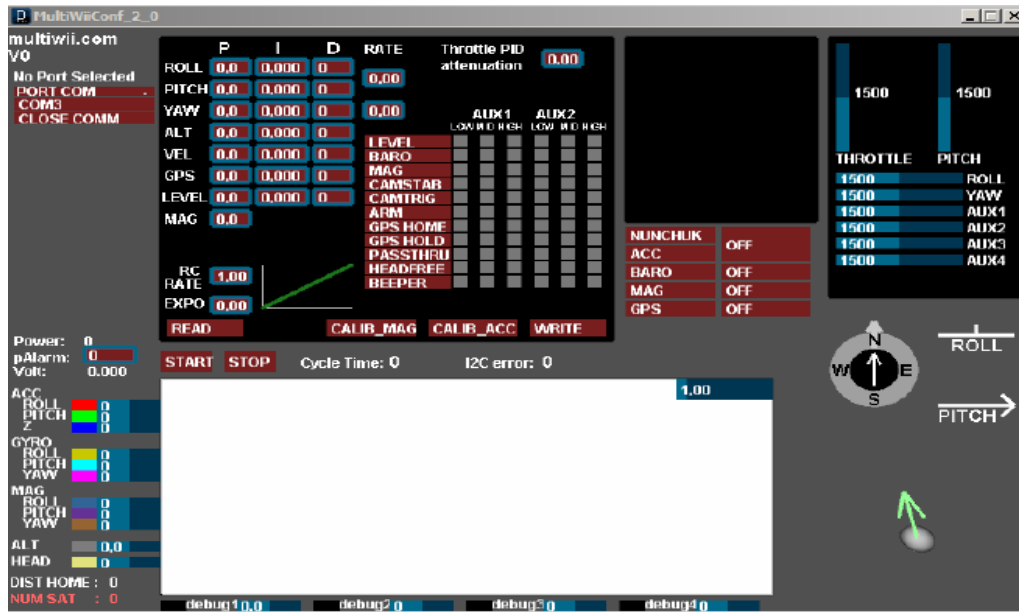 MultiWiiConf_2_0
multiwii.com
V0
No Port Selected
PORT COM
COM3
CLOSE COMM
P I D RATE Throttle PID attenuation 0.00
ROLL 0,0 0,000 0
0,00
PITCH 0,0 0,000 0
YAW 0,0 0,000 0 0,00
ALT 0,0 0,000 0
VEL 0,0 0,000 0
GPS 0,0 0,000 0
LEVEL 0,0 0,000 0
MAG 0,0
AUX1 AUX2
LOW MID HIGH LOW MID HIGH
LEVEL
BARO
MAG
CAMSTAB
CAMTRIG
ARM
GPS HOME
GPS HOLD
PASSTHRU
HEADFREE
BEEPER
RC RATE 1,00
EXPO 0,00
READ CALIB_MAG CALIB_ACC WRITE
NUNCHUK
ACC OFF
BARO OFF
MAG OFF
GPS OFF
1500 1500
THROTTLE PITCH
1500 ROLL
1500 YAW
1500 AUX1
1500 AUX2
1500 AUX3
1500 AUX4
Power: 0
pAlarm: 0
Volt: 0.000
START STOP Cycle Time: 0 I2C error: 0
1,00
N
W E
S
ROLL
PITCH
ACC
ROLL 0
PITCH 0
Z 0
GYRO
ROLL 0
PITCH 0
YAW 0
MAG
ROLL 0
PITCH 0
YAW 0
ALT 0,0
HEAD 0
DIST HOME : 0
NUM SAT : 0
debug1 0,0 debug2 0 debug3 0 debug4 0